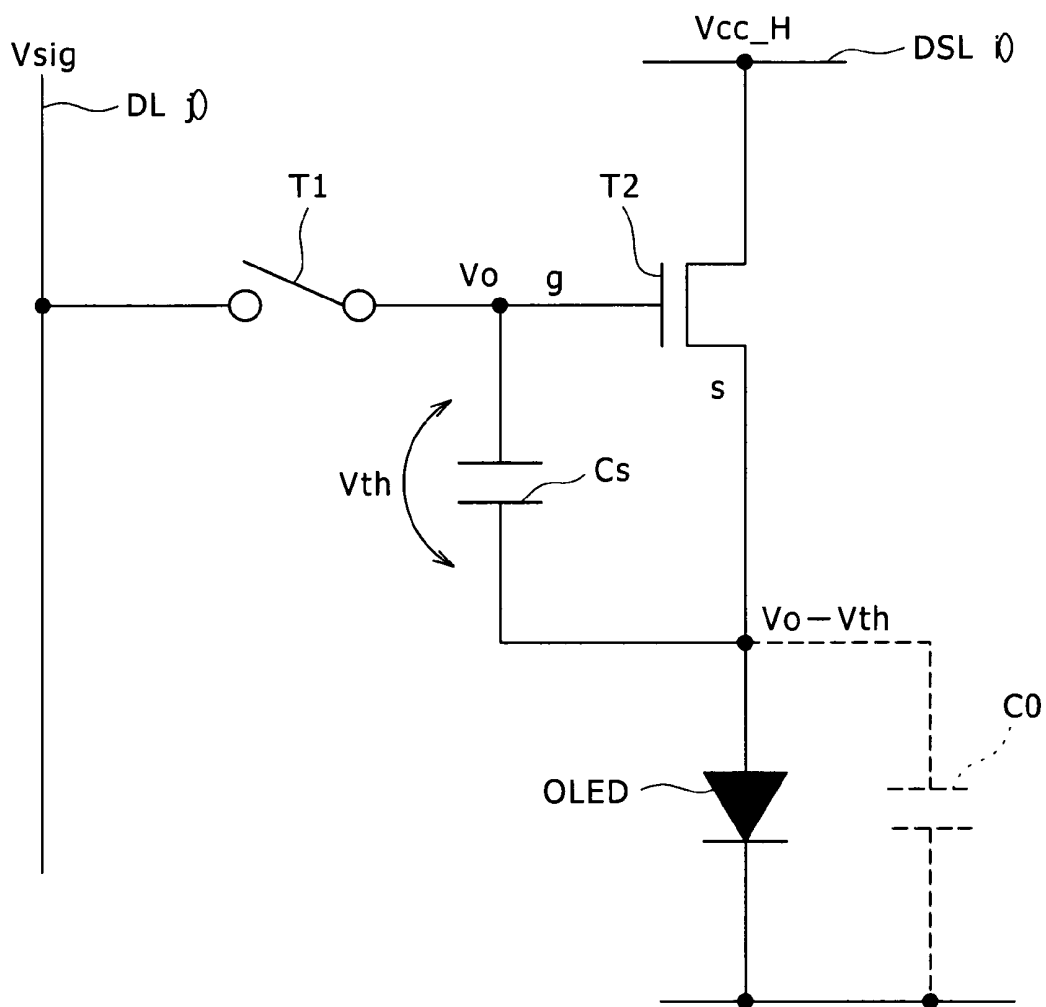 Vcc_H
DSL i()
Vsig
DL j()
T1
T2
Vo
g
s
Vth
Cs
Vo−Vth
C0
OLED